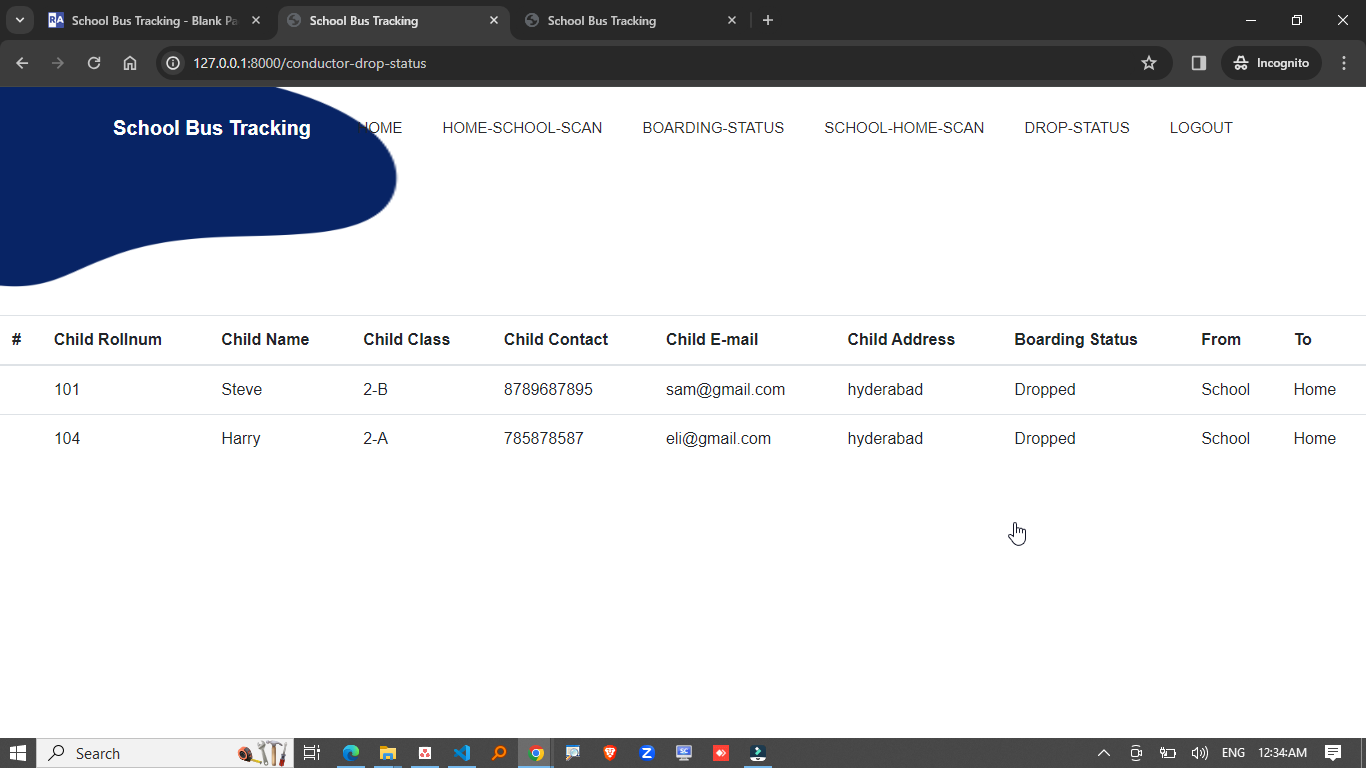 School Bus Tracking - Blank Pa
School Bus Tracking
School Bus Tracking
127.0.0.1:8000/conductor-drop-status
Incognito
School Bus Tracking
HOME
HOME-SCHOOL-SCAN
BOARDING-STATUS
SCHOOL-HOME-SCAN
DROP-STATUS
LOGOUT
# Child Rollnum Child Name Child Class Child Contact Child E-mail Child Address Boarding Status From To
101 Steve 2-B 8789687895 sam@gmail.com hyderabad Dropped School Home
104 Harry 2-A 785878587 eli@gmail.com hyderabad Dropped School Home
Search
ENG
12:34AM